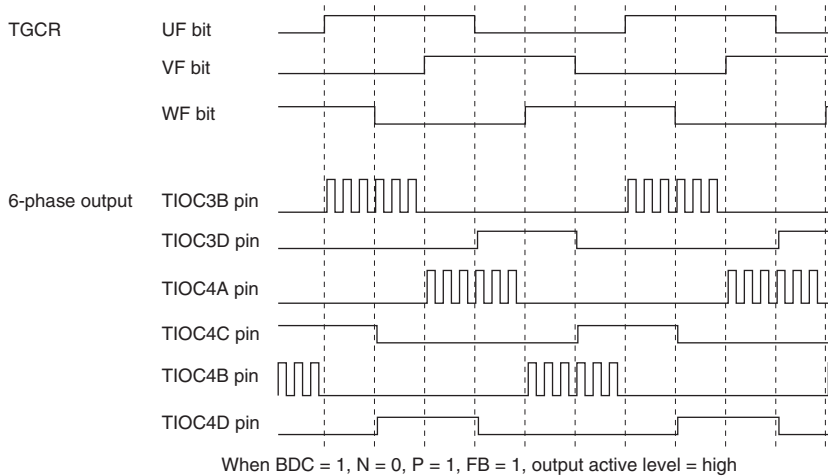 TGCR UF bit
VF bit
WF bit
6-phase output TIOC3B pin
TIOC3D pin
TIOC4A pin
TIOC4C pin
TIOC4B pin
TIOC4D pin
When BDC = 1, N = 0, P = 1, FB = 1, output active level = high